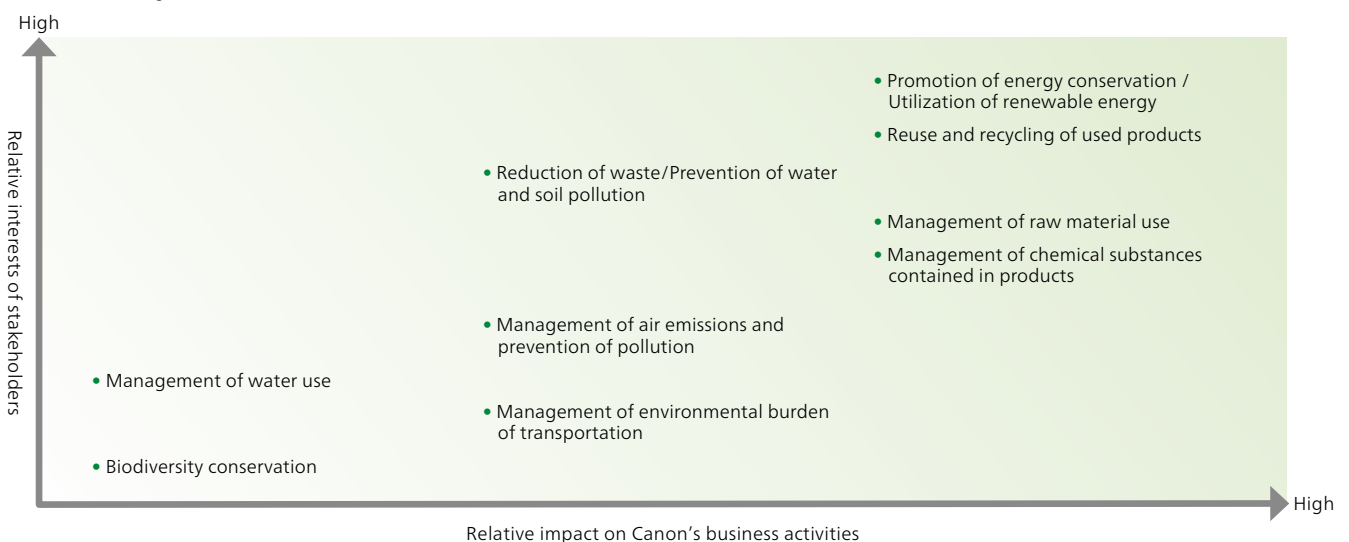 High
• Promotion of energy conservation /
Utilization of renewable energy
• Reuse and recycling of used products
• Reduction of waste/Prevention of water
and soil pollution
• Management of raw material use
• Management of chemical substances
contained in products
• Management of air emissions and
prevention of pollution
• Management of water use
• Management of environmental burden
of transportation
• Biodiversity conservation
Relative interests of stakeholders
High
Relative impact on Canon's business activities